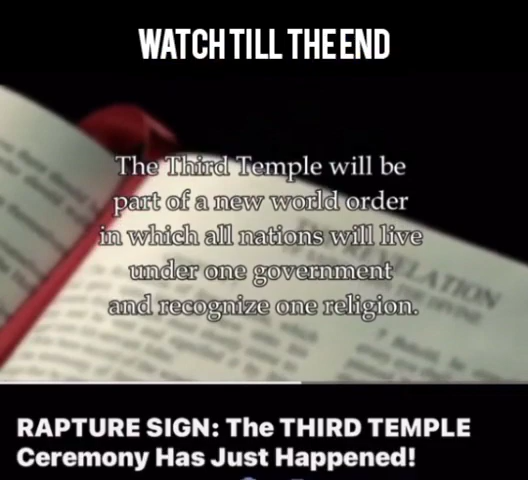 WATCH TILL THE END
The Third Temple will be
part of a new world order
in which all nations will live
under one government
and recognize one religion.
RAPTURE SIGN: The THIRD TEMPLE
Ceremony Has Just Happened!